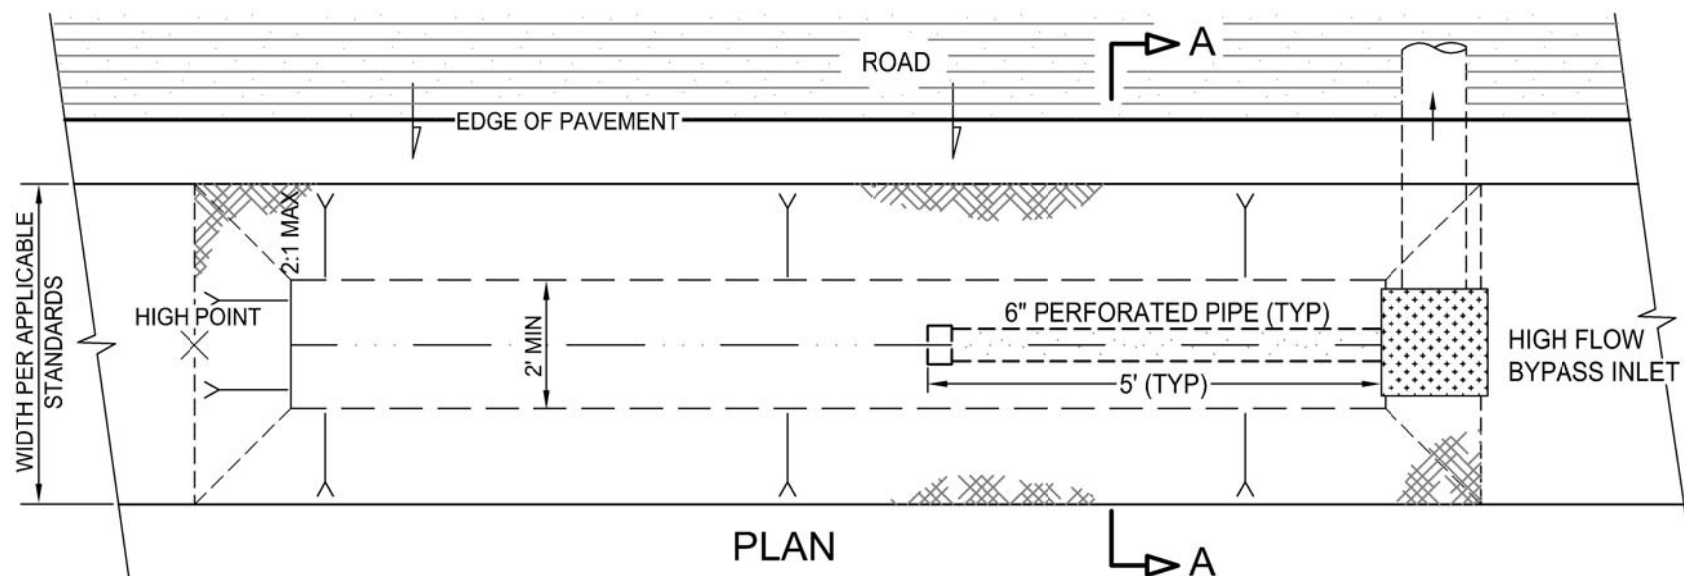 A
ROAD
EDGE OF PAVEMENT
WIDTH PER APPLICABLE
STANDARDS
2:1 MAX
HIGH POINT
2' MIN
6" PERFORATED PIPE (TYP)
5' (TYP)
HIGH FLOW
BYPASS INLET
PLAN
A